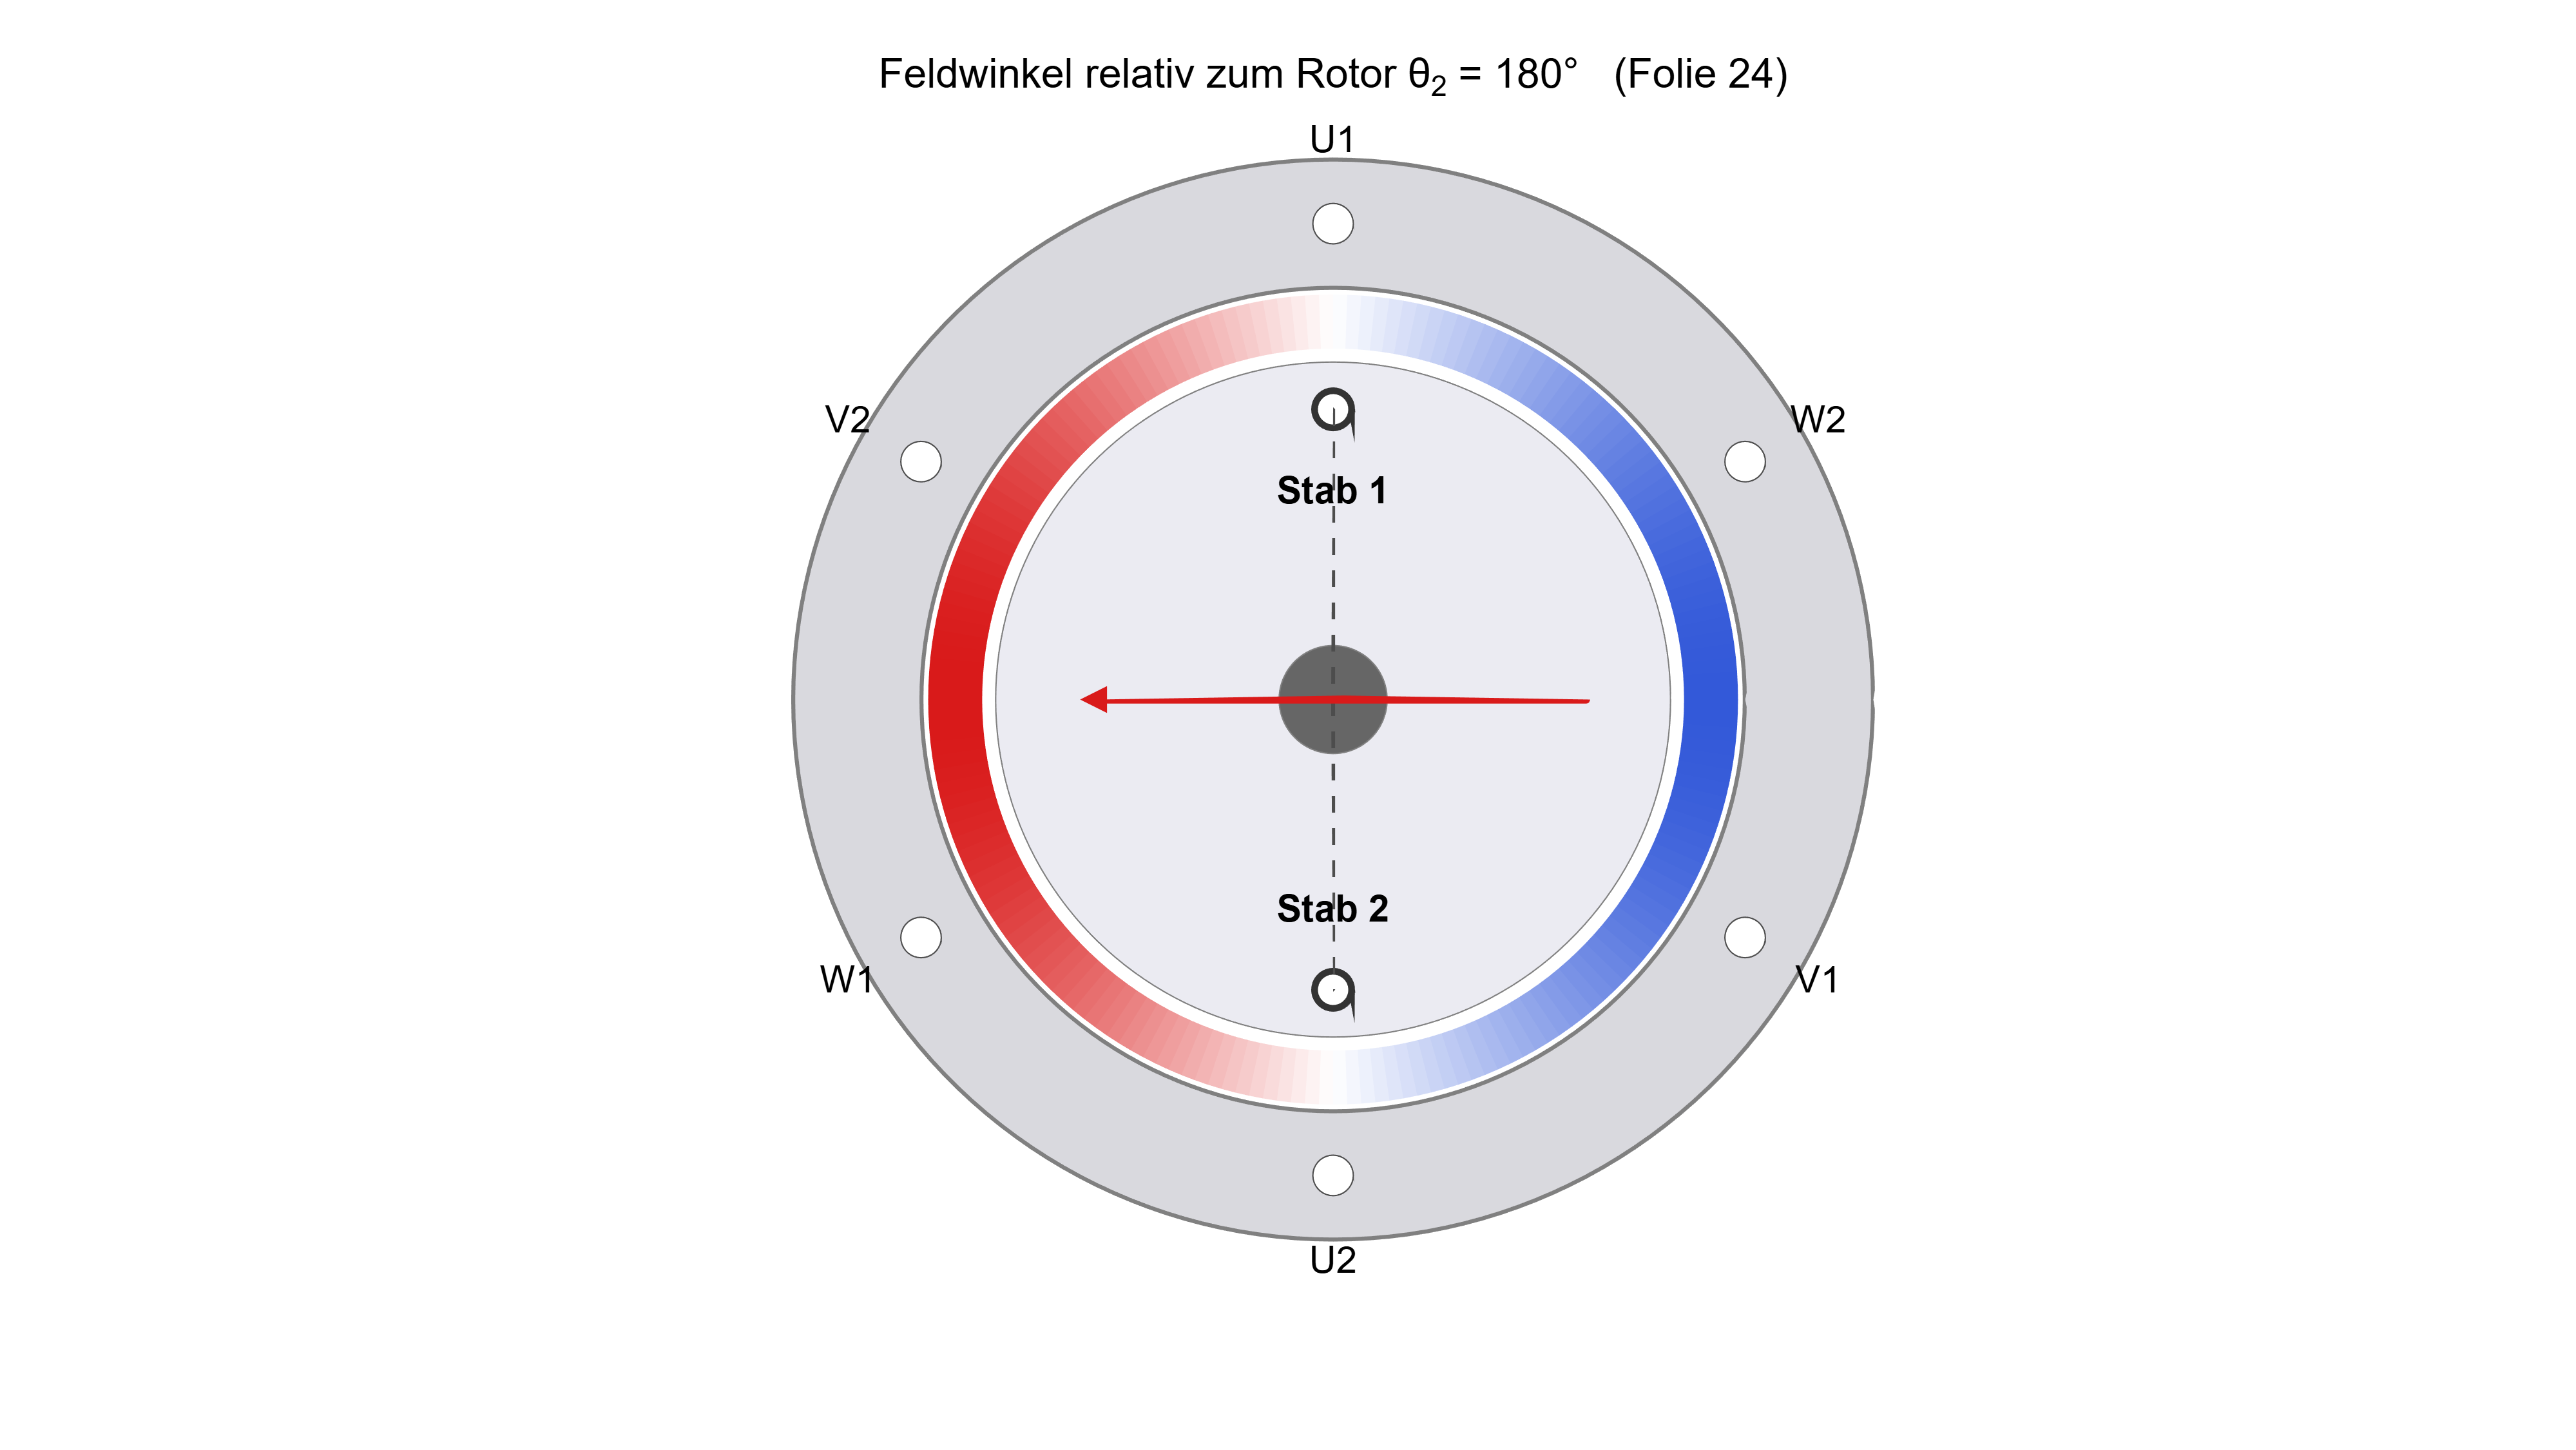 Feldwinkel relativ zum Rotor θ₂ = 180° (Folie 24)
U1
V2
W2
Stab 1
Stab 2
W1
V1
U2